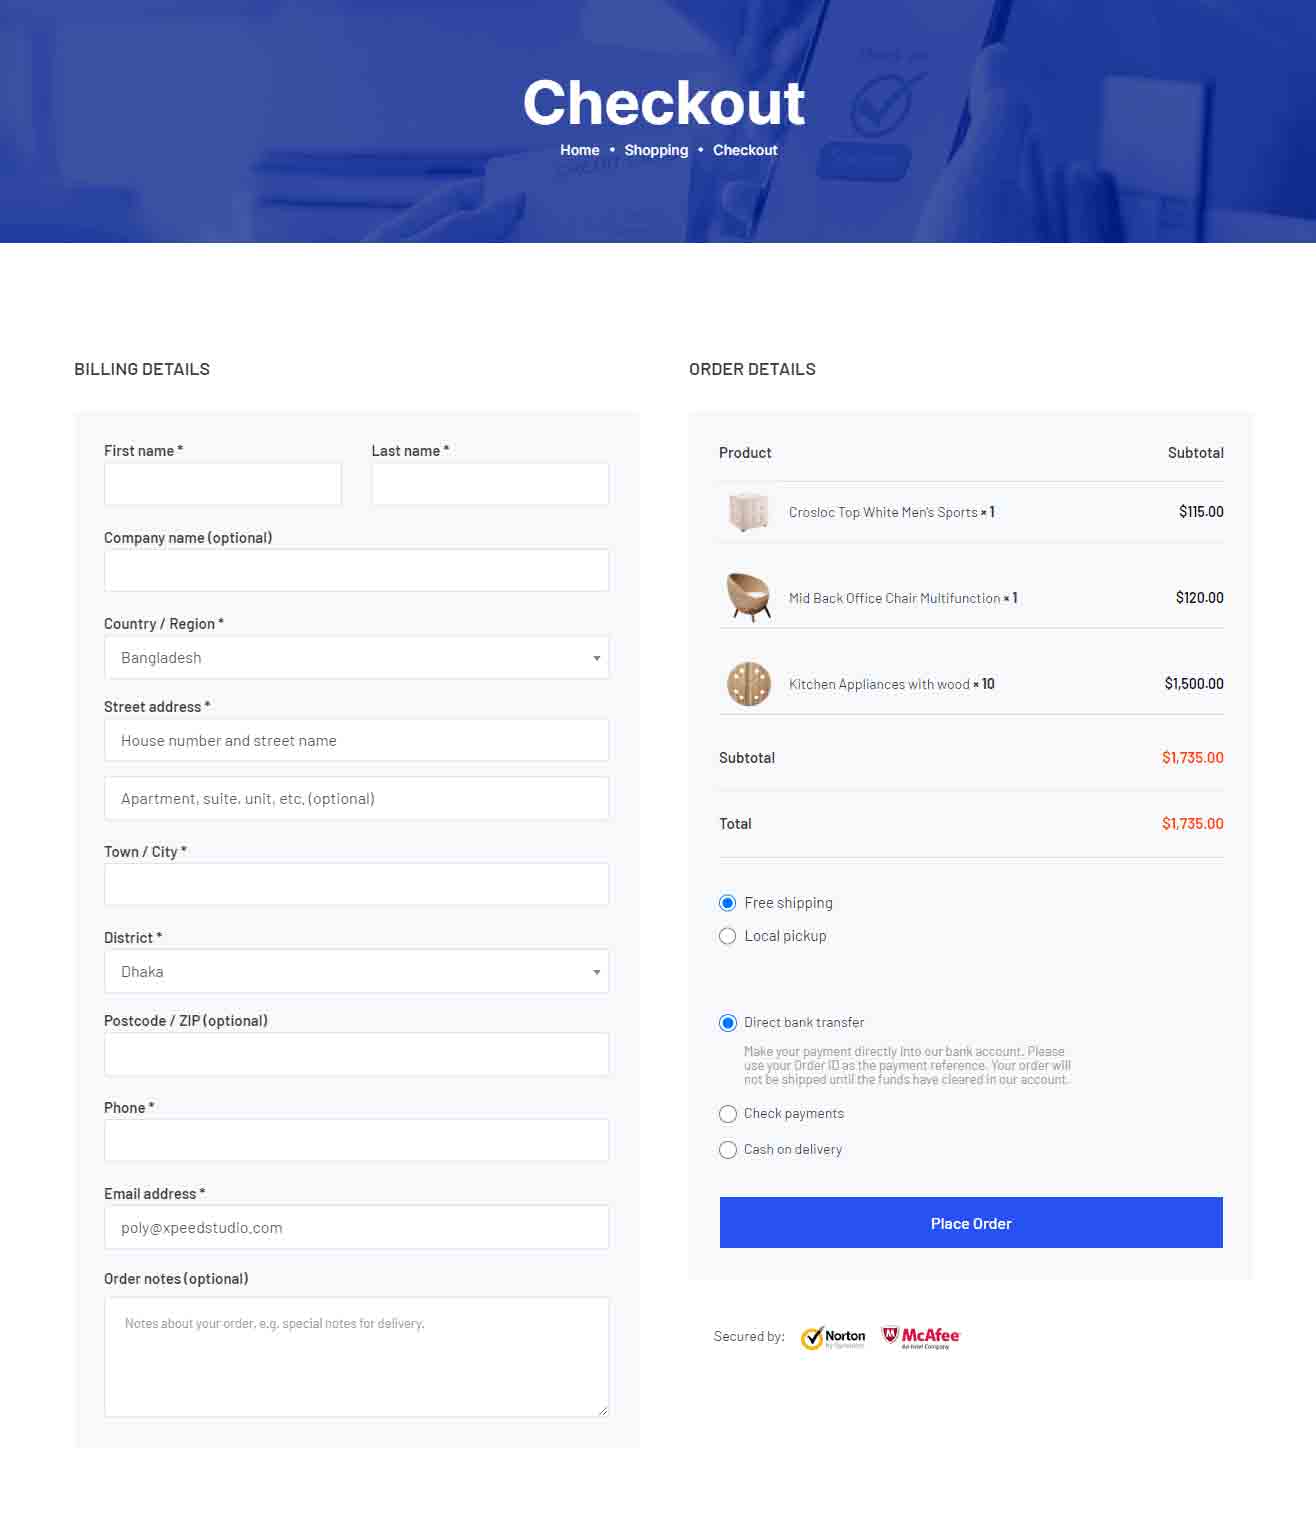 Checkout
Home • Shopping • Checkout
BILLING DETAILS
First name * Last name *
Company name (optional)
Country / Region *
Bangladesh
Street address *
House number and street name
Apartment, suite, unit, etc. (optional)
Town / City *
District *
Dhaka
Postcode / ZIP (optional)
Phone *
Email address *
poly@xpeedstudio.com
Order notes (optional)
Notes about your order, e.g. special notes for delivery.
ORDER DETAILS
Product Subtotal
Crosloc Top White Men's Sports × 1 $115.00
Mid Back Office Chair Multifunction × 1 $120.00
Kitchen Appliances with wood × 10 $1,500.00
Subtotal $1,735.00
Total $1,735.00
Free shipping
Local pickup
Direct bank transfer
Make your payment directly into our bank account. Please
use your Order ID as the payment reference. Your order will
not be shipped until the funds have cleared in our account.
Check payments
Cash on delivery
Place Order
Secured by: Norton McAfee
by Symantec An Intel Company